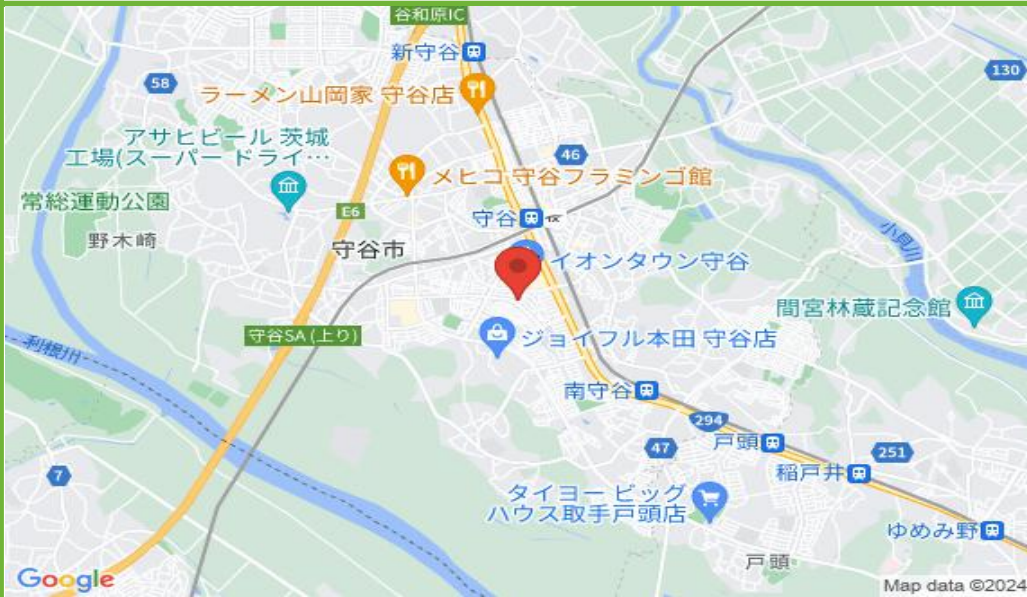 谷和原IC
新守谷
58
130
ラーメン山岡家 守谷店
アサヒビール 茨城
工場(スーパー ドライ…
46
メヒコ 守谷フラミンゴ館
常総運動公園
E6
守谷
野木崎
守谷市
小貝川
イオンタウン守谷
間宮林蔵記念館
守谷SA (上り)
ジョイフル本田 守谷店
利根川
南守谷
294
戸頭
47
251
7
稲戸井
タイヨー ビッグ
ハウス取手戸頭店
ゆめみ野
戸頭
Google
Map data ©2024